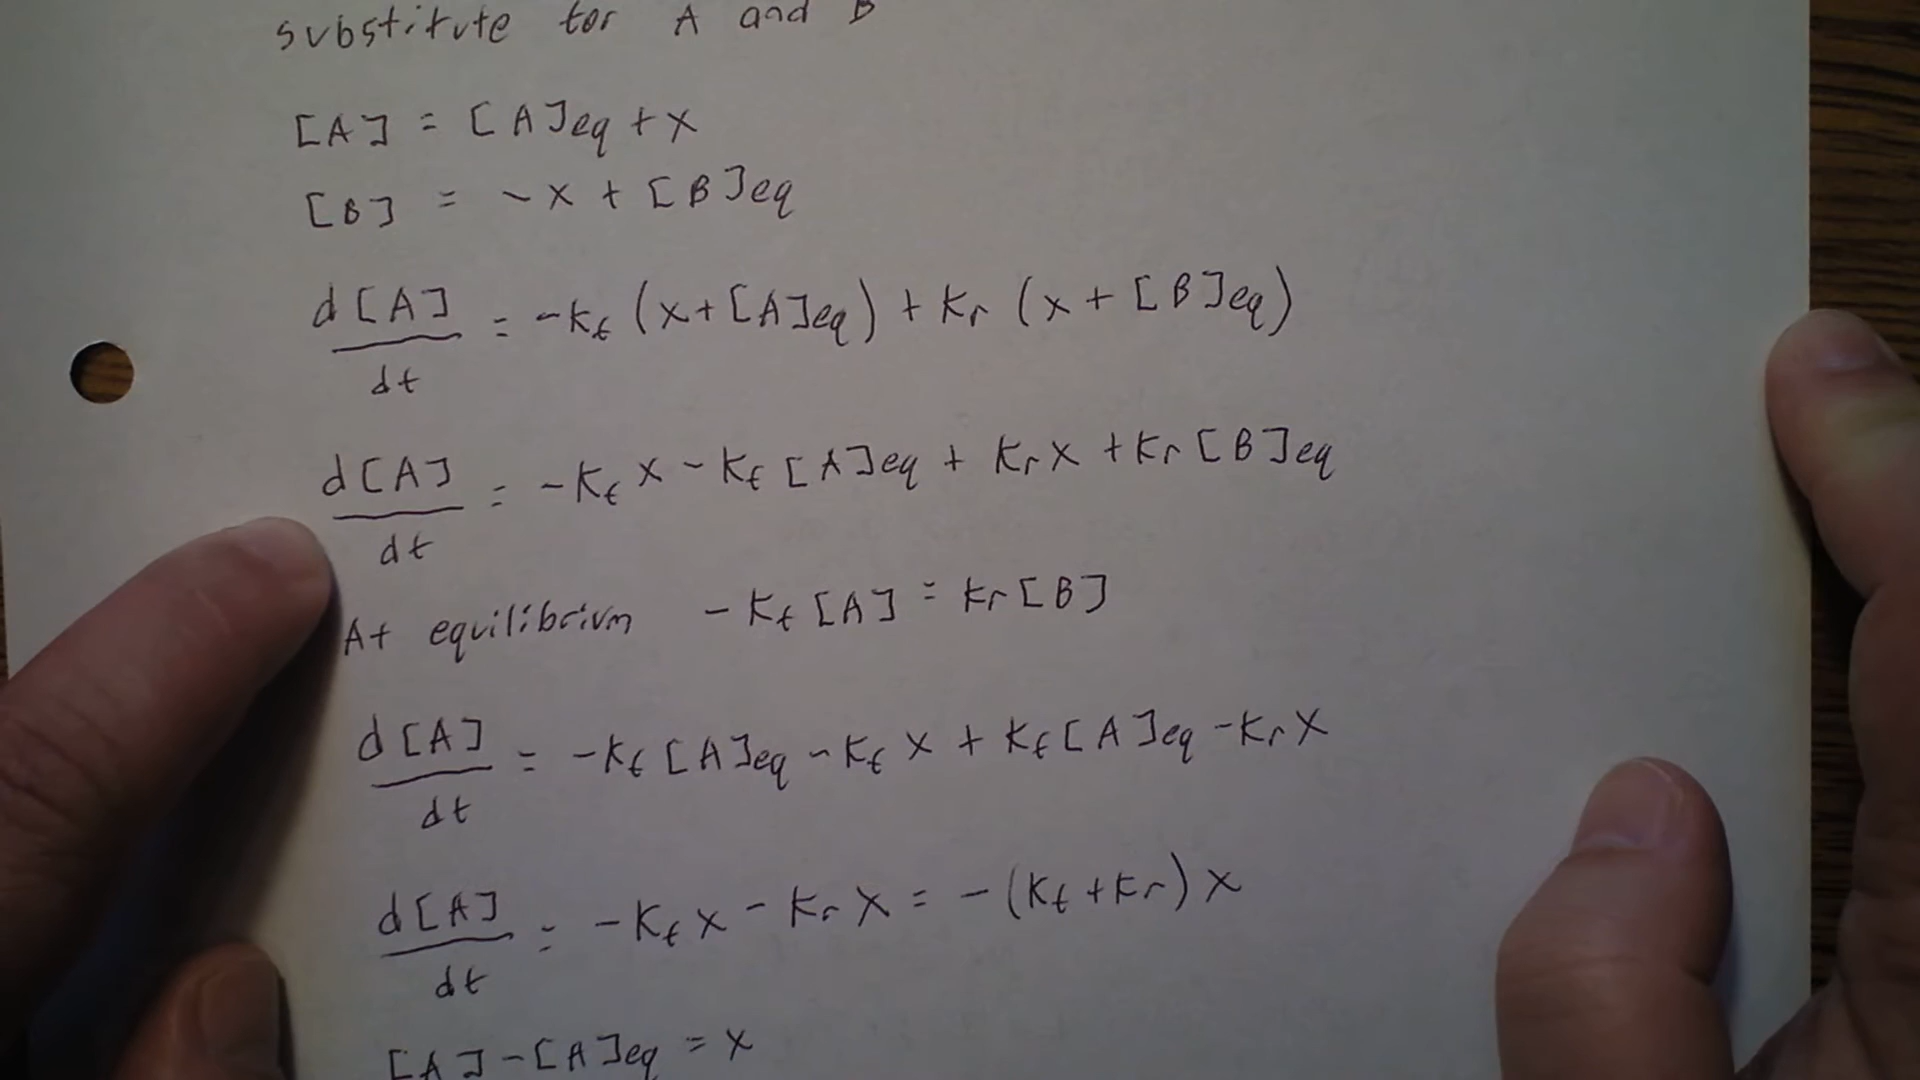 substitute for A and B
[A] = [A]eq + x
[B] = -x + [B]eq
d[A]/dt = -kf (x+[A]eq) + kr (x + [B]eq)
d[A]/dt = -kf x - kf [A]eq + kr x + kr [B]eq
At equilibrium -kf [A] = kr [B]
d[A]/dt = -kf [A]eq - kf x + kf [A]eq - kr x
d[A]/dt = -kf x - kr x = -(kf + kr) x
[A] - [A]eq = x